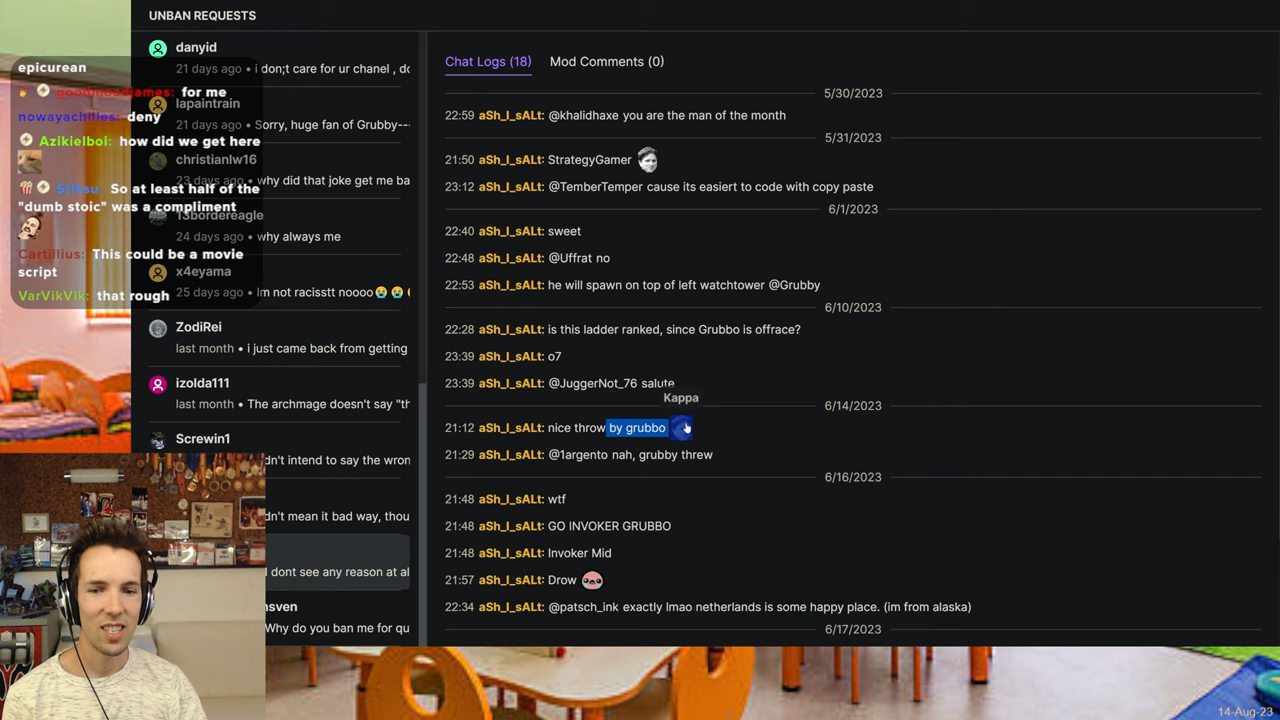 UNBAN REQUESTS
epicurean
goodmoodjames: for me
nowayachilles: deny
Azikielboi: how did we get here
Stiksu: So at least half of the
"dumb stoic" was a compliment
Cartillius: This could be a movie
script
VarVikVik: that rough
danyid
21 days ago • i don;t care for ur chanel , do
lapaintrain
21 days ago • Sorry, huge fan of Grubby--
christianlw16
23 days ago • why did that joke get me ba
13bordereagle
24 days ago • why always me
x4eyama
25 days ago • Im not racisstt noooo😭😭
ZodiRei
last month • i just came back from getting
izolda111
last month • The archmage doesn't say "th
Screwin1
dn't intend to say the wron
dn't mean it bad way, thou
I dont see any reason at al
nsven
Why do you ban me for qu
Chat Logs (18) Mod Comments (0)
5/30/2023
22:59 aSh_I_sALt: @khalidhaxe you are the man of the month
5/31/2023
21:50 aSh_I_sALt: StrategyGamer
23:12 aSh_I_sALt: @TemberTemper cause its easiert to code with copy paste
6/1/2023
22:40 aSh_I_sALt: sweet
22:48 aSh_I_sALt: @Uffrat no
22:53 aSh_I_sALt: he will spawn on top of left watchtower @Grubby
6/10/2023
22:28 aSh_I_sALt: is this ladder ranked, since Grubbo is offrace?
23:39 aSh_I_sALt: o7
23:39 aSh_I_sALt: @JuggerNot_76 salute
Kappa
6/14/2023
21:12 aSh_I_sALt: nice throw by grubbo
21:29 aSh_I_sALt: @1argento nah, grubby threw
6/16/2023
21:48 aSh_I_sALt: wtf
21:48 aSh_I_sALt: GO INVOKER GRUBBO
21:48 aSh_I_sALt: Invoker Mid
21:57 aSh_I_sALt: Drow
22:34 aSh_I_sALt: @patsch_ink exactly lmao netherlands is some happy place. (im from alaska)
6/17/2023
14-Aug-23